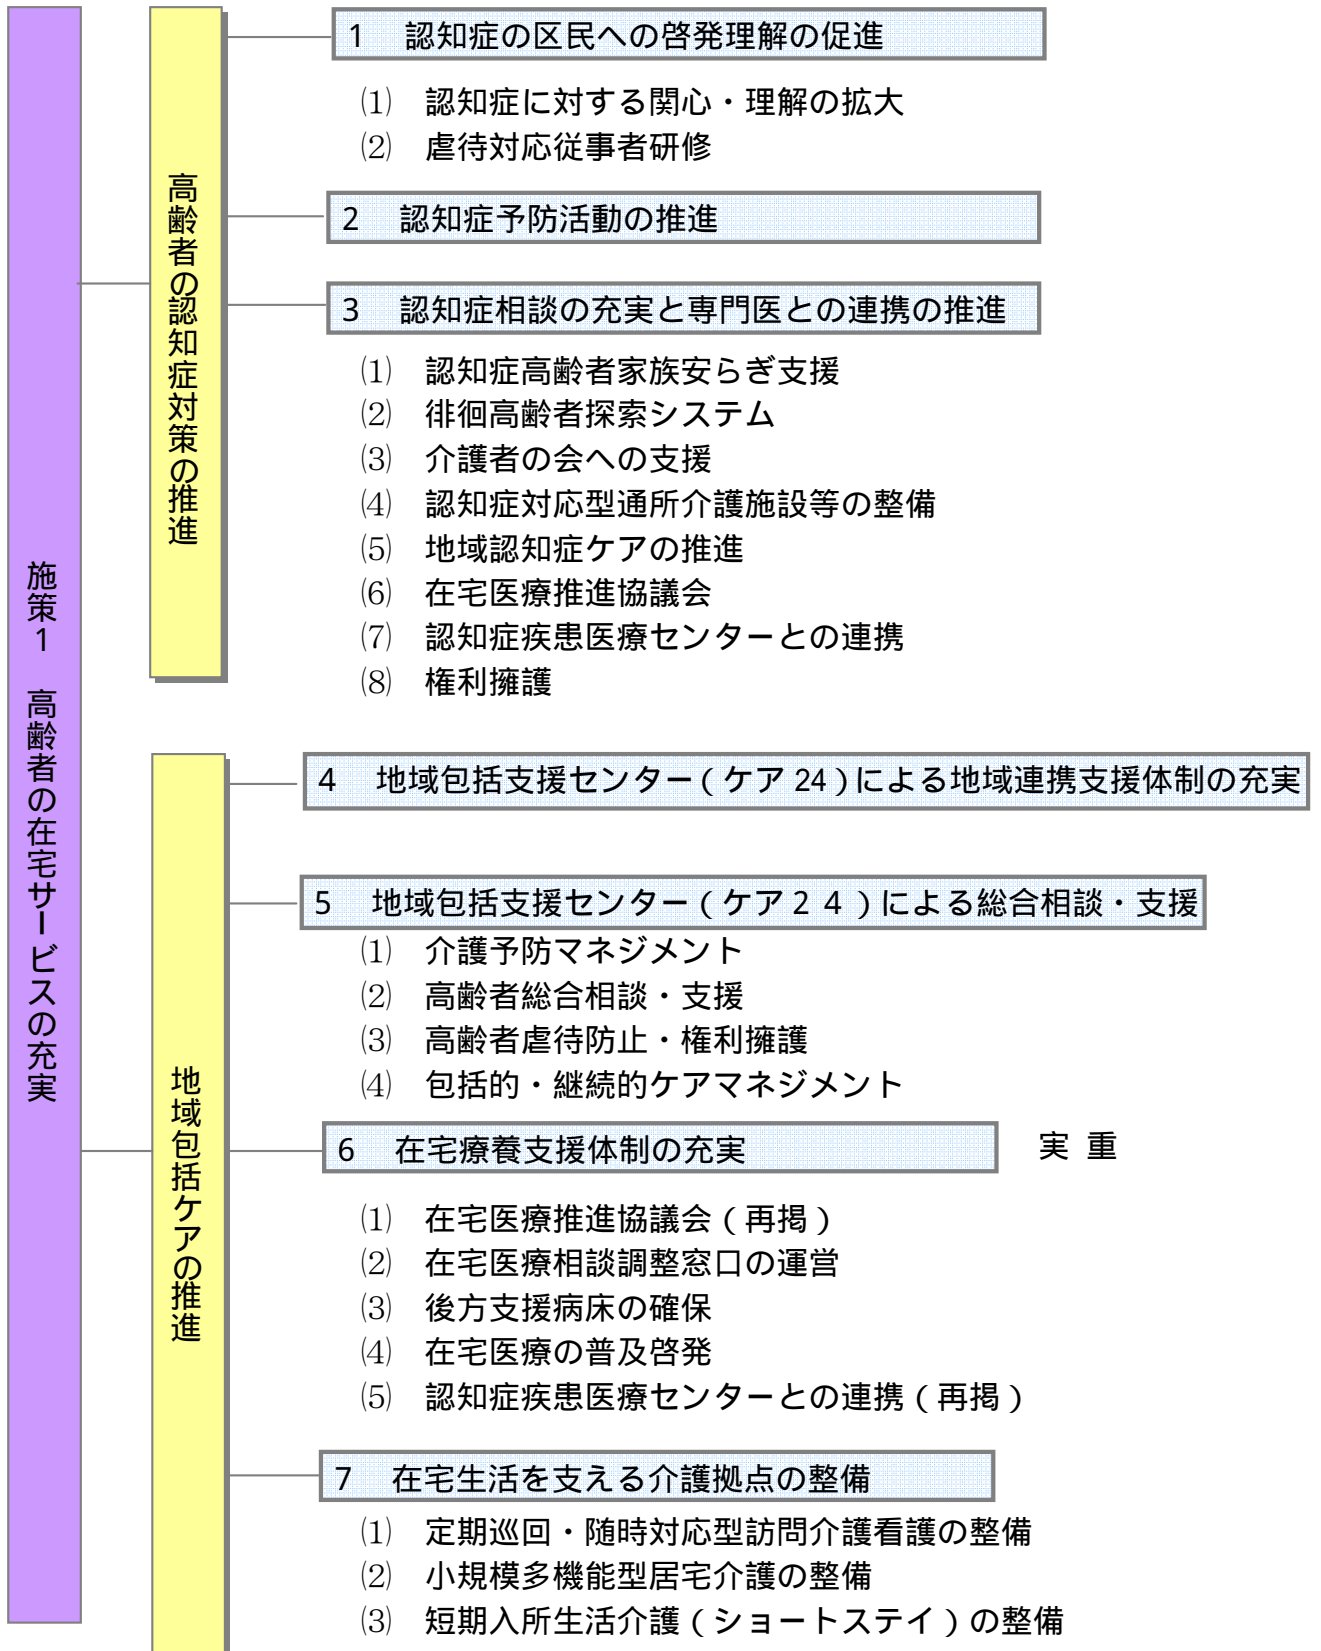 施策1　高齢者の在宅サービスの充実
高齢者の認知症対策の推進
1　認知症の区民への啓発理解の促進
⑴　認知症に対する関心・理解の拡大
⑵　虐待対応従事者研修
2　認知症予防活動の推進
3　認知症相談の充実と専門医との連携の推進
⑴　認知症高齢者家族安らぎ支援
⑵　徘徊高齢者探索システム
⑶　介護者の会への支援
⑷　認知症対応型通所介護施設等の整備
⑸　地域認知症ケアの推進
⑹　在宅医療推進協議会
⑺　認知症疾患医療センターとの連携
⑻　権利擁護
地域包括ケアの推進
4　地域包括支援センター（ケア24）による地域連携支援体制の充実
5　地域包括支援センター（ケア２４）による総合相談・支援
⑴　介護予防マネジメント
⑵　高齢者総合相談・支援
⑶　高齢者虐待防止・権利擁護
⑷　包括的・継続的ケアマネジメント
6　在宅療養支援体制の充実　実 重
⑴　在宅医療推進協議会（再掲）
⑵　在宅医療相談調整窓口の運営
⑶　後方支援病床の確保
⑷　在宅医療の普及啓発
⑸　認知症疾患医療センターとの連携（再掲）
7　在宅生活を支える介護拠点の整備
⑴　定期巡回・随時対応型訪問介護看護の整備
⑵　小規模多機能型居宅介護の整備
⑶　短期入所生活介護（ショートステイ）の整備